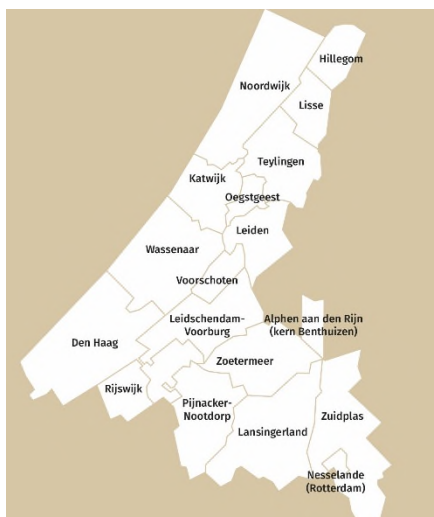 Hillegom
Noordwijk
Lisse
Teylingen
Katwijk
Oegstgeest
Leiden
Wassenaar
Voorschoten
Leidschendam-
Voorburg
Alphen aan den Rijn
(kern Benthuizen)
Den Haag
Zoetermeer
Rijswijk
Pijnacker-
Nootdorp
Zuidplas
Lansingerland
Nesselande
(Rotterdam)